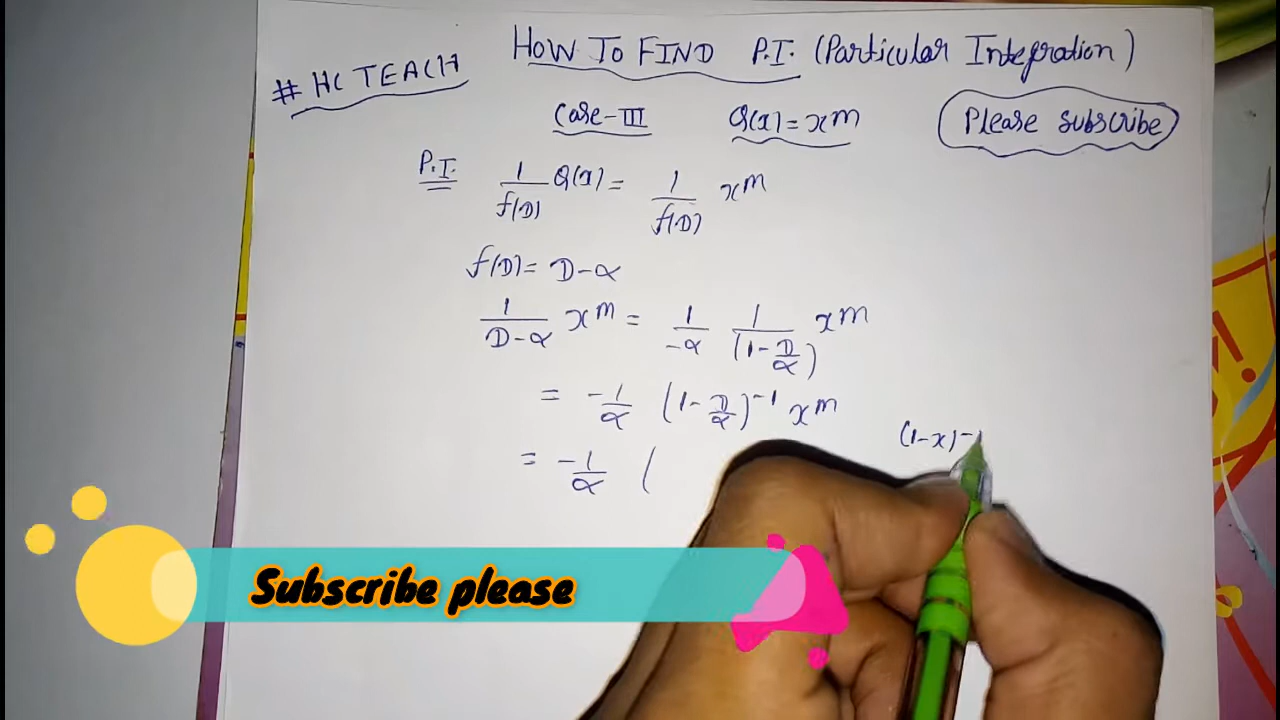 # HC TEACH
HOW TO FIND P.I. (Particular Integration)
Case-III Q(x) = x^m
Please subscribe
P.I. 1/f(D) Q(x) = 1/f(D) x^m
f(D) = D-α
1/(D-α) x^m = 1/-α 1/(1-D/α) x^m
= -1/α (1-D/α)^-1 x^m
(1-x)^-1
= -1/α (
Subscribe please